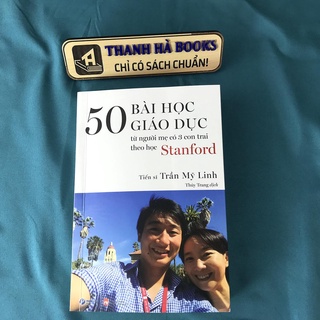 THANH HÀ BOOKS
CHỈ CÓ SÁCH CHUẨN!
50 BÀI HỌC
GIÁO DỤC
từ người mẹ có 3 con trai
theo học Stanford
Tiến sĩ Trần Mỹ Linh
Thùy Trang dịch